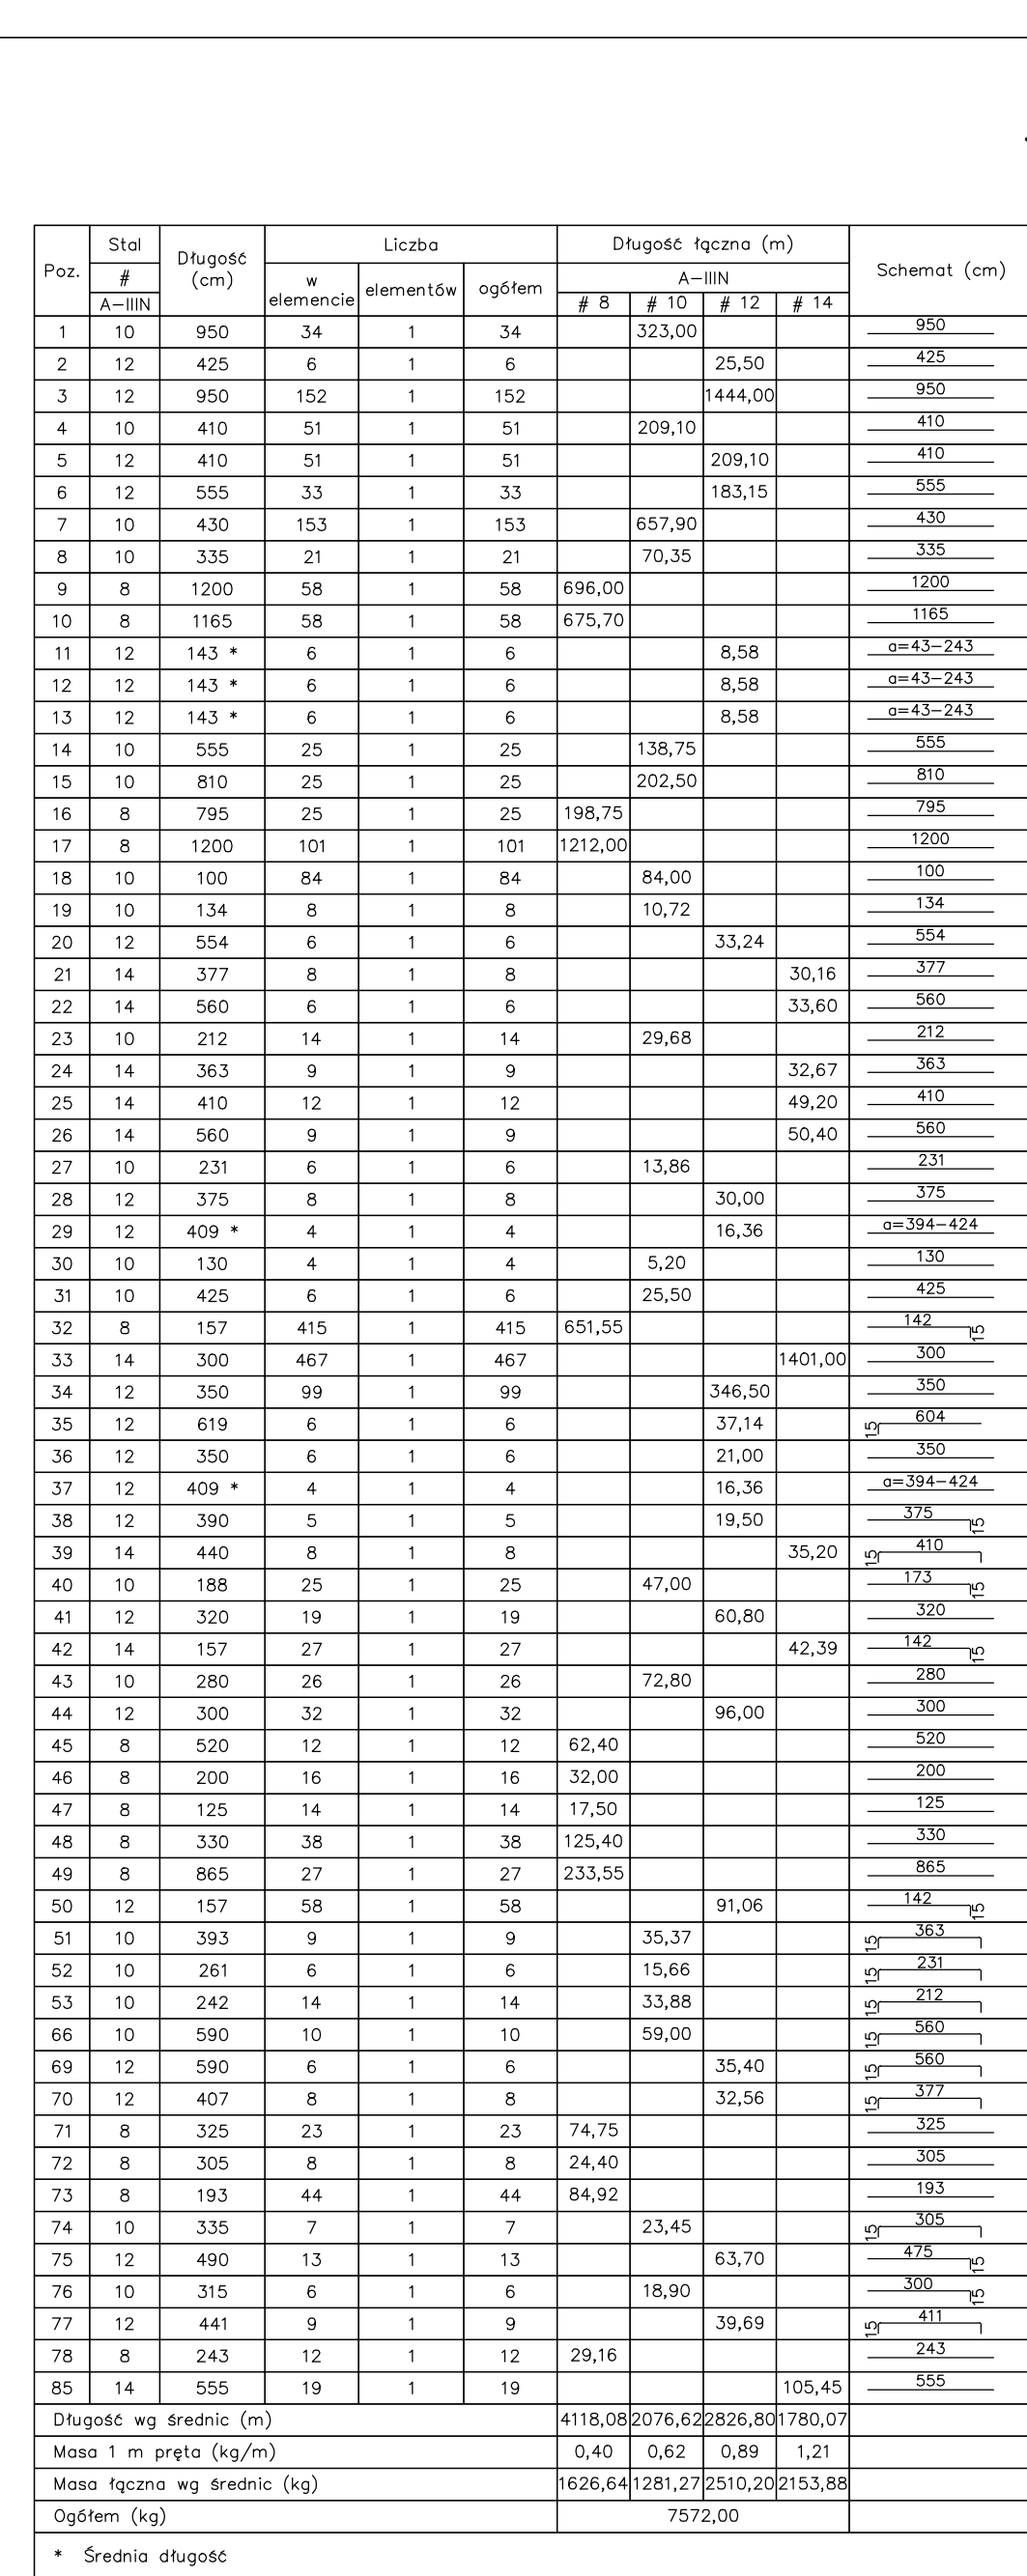 Poz. Stal Długość (cm) Liczba Długość łączna (m) Schemat (cm)
# w elemencie elementów ogółem A-IIIN
A-IIIN # 8 # 10 # 12 # 14
1 10 950 34 1 34 323,00 950
2 12 425 6 1 6 25,50 425
3 12 950 152 1 152 1444,00 950
4 10 410 51 1 51 209,10 410
5 12 410 51 1 51 209,10 410
6 12 555 33 1 33 183,15 555
7 10 430 153 1 153 657,90 430
8 10 335 21 1 21 70,35 335
9 8 1200 58 1 58 696,00 1200
10 8 1165 58 1 58 675,70 1165
11 12 143 * 6 1 6 8,58 a=43-243
12 12 143 * 6 1 6 8,58 a=43-243
13 12 143 * 6 1 6 8,58 a=43-243
14 10 555 25 1 25 138,75 555
15 10 810 25 1 25 202,50 810
16 8 795 25 1 25 198,75 795
17 8 1200 101 1 101 1212,00 1200
18 10 100 84 1 84 84,00 100
19 10 134 8 1 8 10,72 134
20 12 554 6 1 6 33,24 554
21 14 377 8 1 8 30,16 377
22 14 560 6 1 6 33,60 560
23 10 212 14 1 14 29,68 212
24 14 363 9 1 9 32,67 363
25 14 410 12 1 12 49,20 410
26 14 560 9 1 9 50,40 560
27 10 231 6 1 6 13,86 231
28 12 375 8 1 8 30,00 375
29 12 409 * 4 1 4 16,36 a=394-424
30 10 130 4 1 4 5,20 130
31 10 425 6 1 6 25,50 425
32 8 157 415 1 415 651,55 142 15
33 14 300 467 1 467 1401,00 300
34 12 350 99 1 99 346,50 350
35 12 619 6 1 6 37,14 15 604
36 12 350 6 1 6 21,00 350
37 12 409 * 4 1 4 16,36 a=394-424
38 12 390 5 1 5 19,50 375 15
39 14 440 8 1 8 35,20 15 410
40 10 188 25 1 25 47,00 173 15
41 12 320 19 1 19 60,80 320
42 14 157 27 1 27 42,39 142 15
43 10 280 26 1 26 72,80 280
44 12 300 32 1 32 96,00 300
45 8 520 12 1 12 62,40 520
46 8 200 16 1 16 32,00 200
47 8 125 14 1 14 17,50 125
48 8 330 38 1 38 125,40 330
49 8 865 27 1 27 233,55 865
50 12 157 58 1 58 91,06 142 15
51 10 393 9 1 9 35,37 15 363
52 10 261 6 1 6 15,66 15 231
53 10 242 14 1 14 33,88 15 212
66 10 590 10 1 10 59,00 15 560
69 12 590 6 1 6 35,40 15 560
70 12 407 8 1 8 32,56 15 377
71 8 325 23 1 23 74,75 325
72 8 305 8 1 8 24,40 305
73 8 193 44 1 44 84,92 193
74 10 335 7 1 7 23,45 15 305
75 12 490 13 1 13 63,70 475 15
76 10 315 6 1 6 18,90 300 15
77 12 441 9 1 9 39,69 15 411
78 8 243 12 1 12 29,16 243
85 14 555 19 1 19 105,45 555
Długość wg średnic (m) 4118,08 2076,62 2826,80 1780,07
Masa 1 m pręta (kg/m) 0,40 0,62 0,89 1,21
Masa łączna wg średnic (kg) 1626,64 1281,27 2510,20 2153,88
Ogółem (kg) 7572,00
* Średnia długość